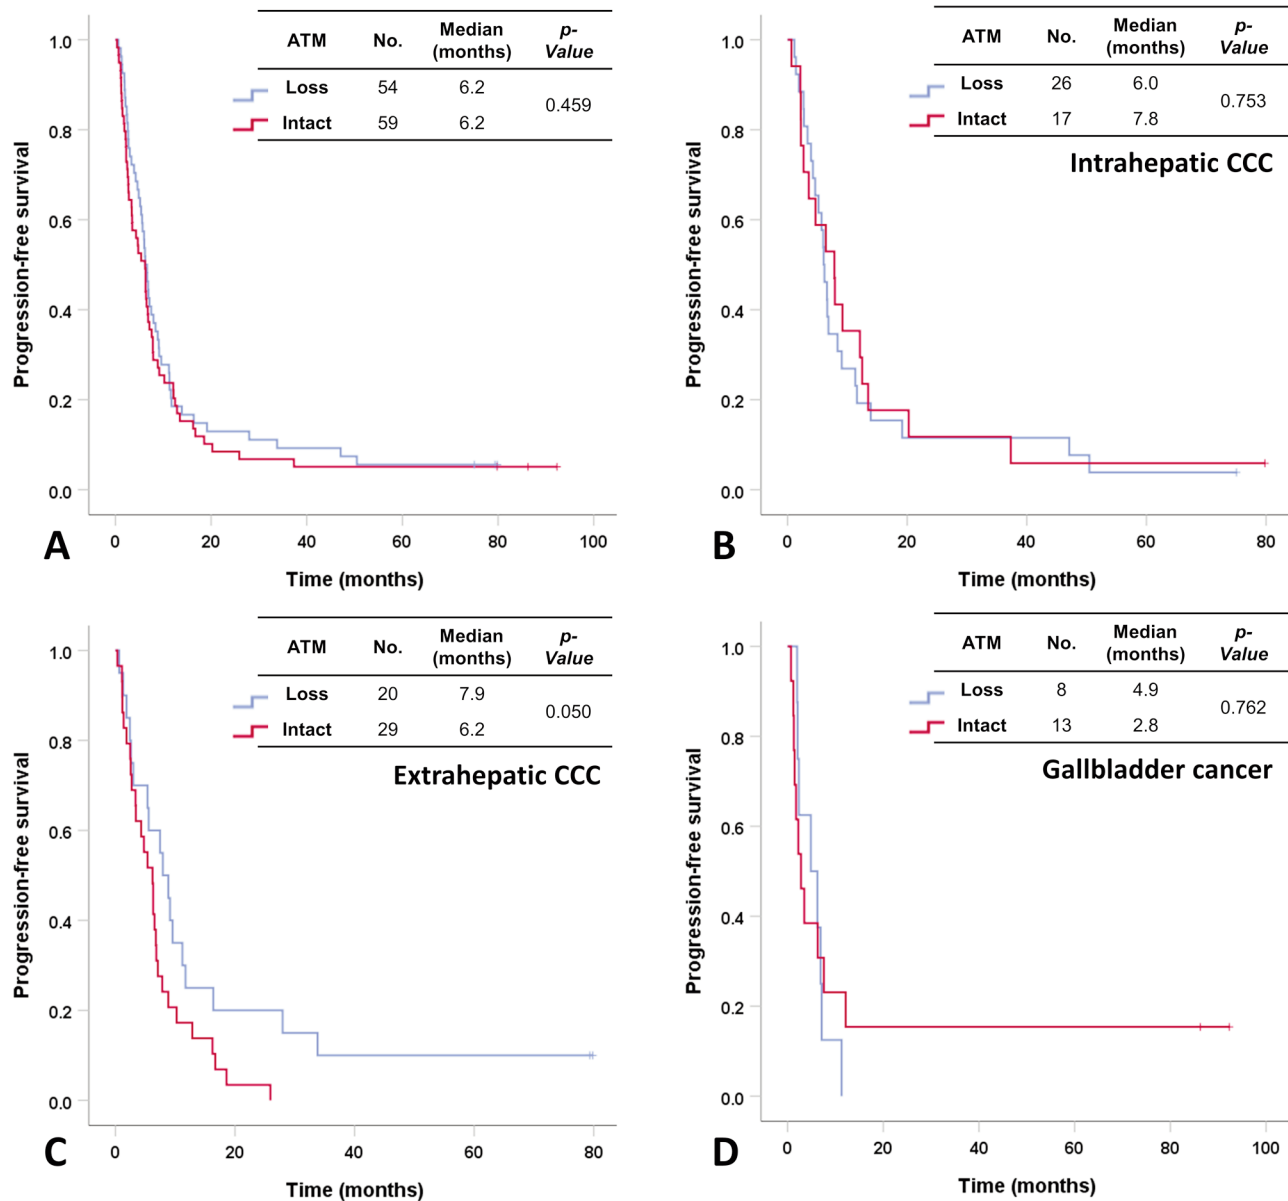 ATM No. Median (months) p-Value
Loss 54 6.2 0.459
Intact 59 6.2
1.0
0.8
0.6
0.4
0.2
0.0
Progression-free survival
0 20 40 60 80 100
Time (months)
A
ATM No. Median (months) p-Value
Loss 26 6.0 0.753
Intact 17 7.8
Intrahepatic CCC
1.0
0.8
0.6
0.4
0.2
0.0
Progression-free survival
0 20 40 60 80
Time (months)
B
ATM No. Median (months) p-Value
Loss 20 7.9 0.050
Intact 29 6.2
Extrahepatic CCC
1.0
0.8
0.6
0.4
0.2
0.0
Progression-free survival
0 20 40 60 80
Time (months)
C
ATM No. Median (months) p-Value
Loss 8 4.9 0.762
Intact 13 2.8
Gallbladder cancer
1.0
0.8
0.6
0.4
0.2
0.0
Progression-free survival
0 20 40 60 80 100
Time (months)
D